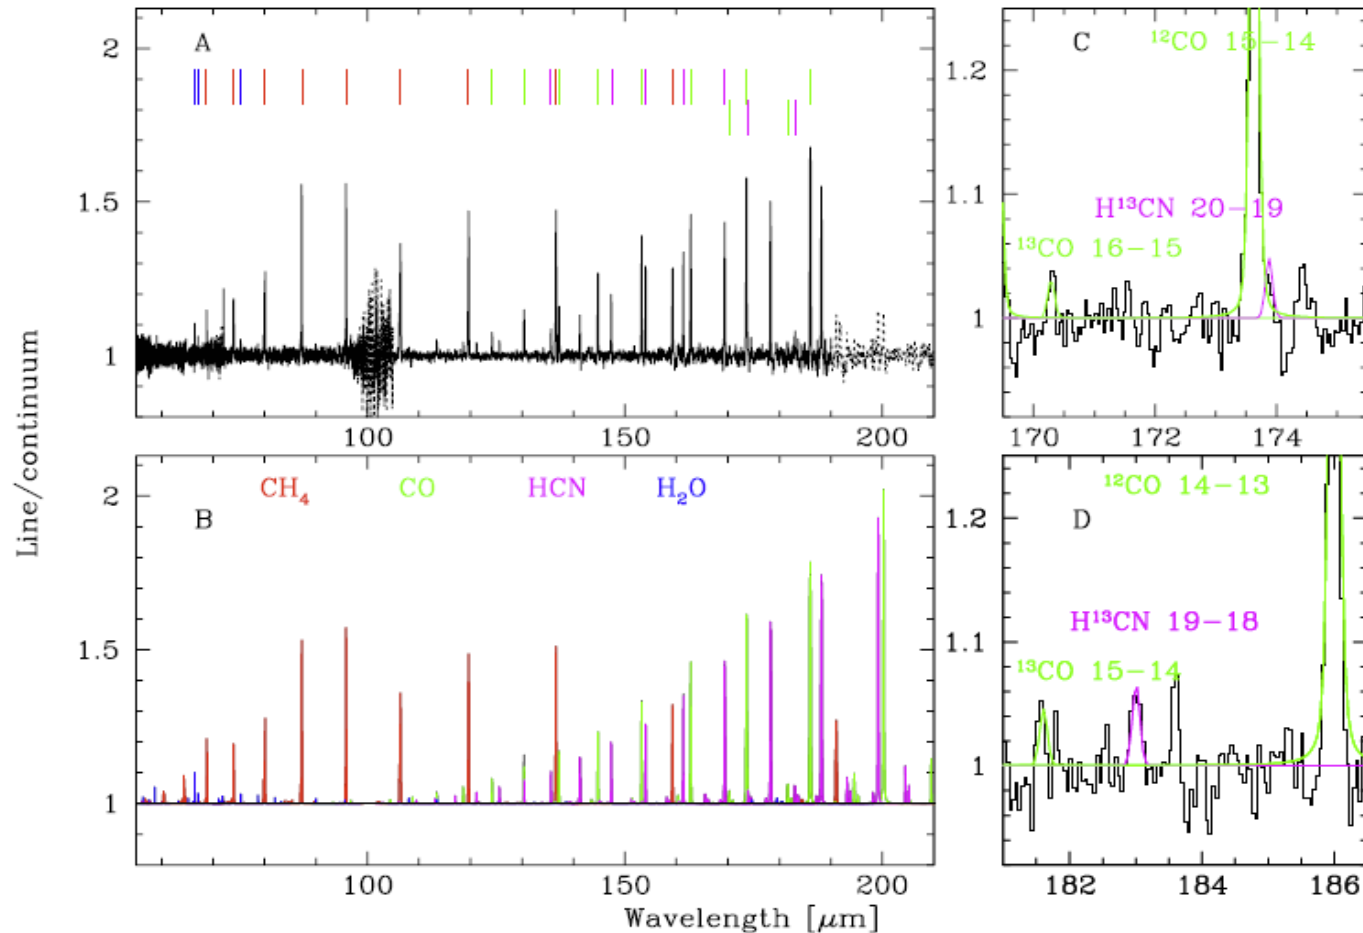 A
2
1.5
1
100
150
200
C
¹²CO 15−14
1.2
H¹³CN 20−19
1.1
¹³CO 16−15
1
170
172
174
Line/continuum
CH₄
CO
HCN
H₂O
B
2
1.5
1
100
150
200
Wavelength [μm]
¹²CO 14−13
D
1.2
H¹³CN 19−18
1.1
¹³CO 15−14
1
182
184
186